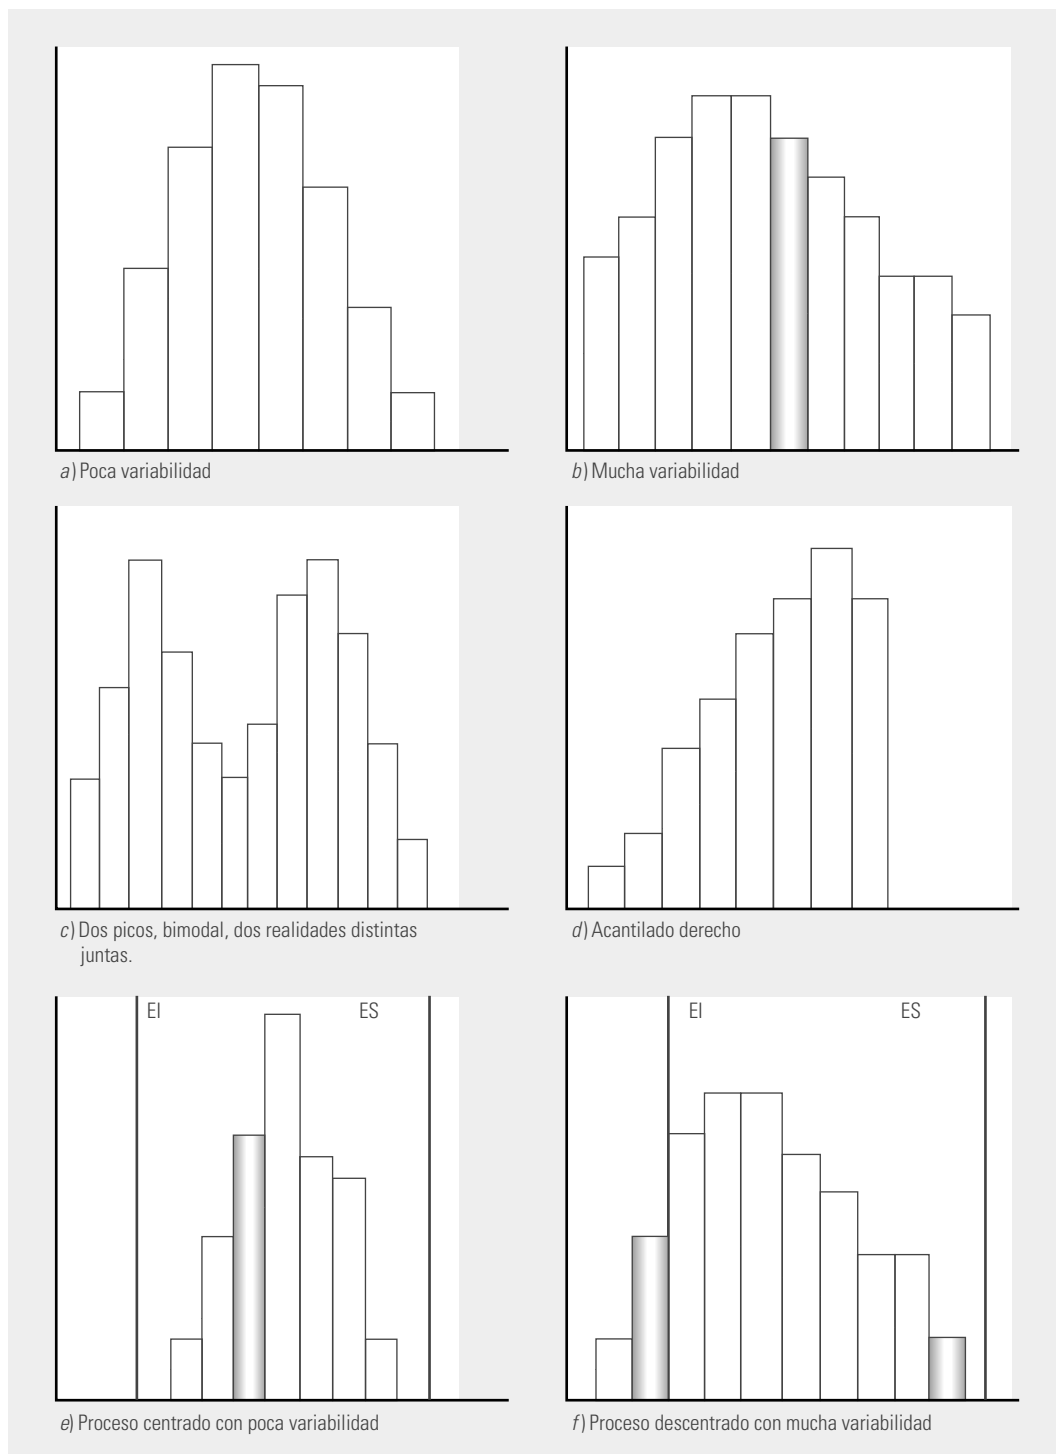 a) Poca variabilidad
b) Mucha variabilidad
c) Dos picos, bimodal, dos realidades distintas
juntas.
d) Acantilado derecho
EI
ES
EI
ES
e) Proceso centrado con poca variabilidad
f) Proceso descentrado con mucha variabilidad